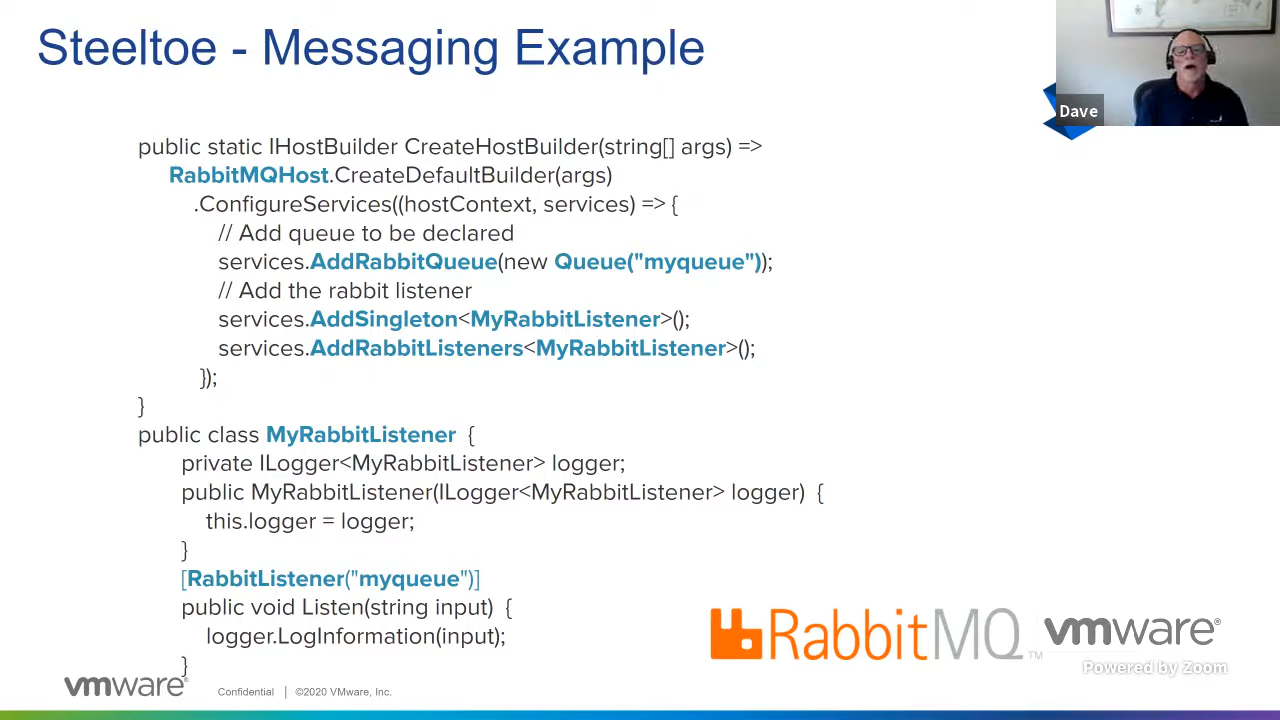 Steeltoe - Messaging Example
Dave
public static IHostBuilder CreateHostBuilder(string[] args) =>
RabbitMQHost.CreateDefaultBuilder(args)
.ConfigureServices((hostContext, services) => {
// Add queue to be declared
services.AddRabbitQueue(new Queue("myqueue"));
// Add the rabbit listener
services.AddSingleton<MyRabbitListener>();
services.AddRabbitListeners<MyRabbitListener>();
});
}
public class MyRabbitListener {
private ILogger<MyRabbitListener> logger;
public MyRabbitListener(ILogger<MyRabbitListener> logger) {
this.logger = logger;
}
[RabbitListener("myqueue")]
public void Listen(string input) {
logger.LogInformation(input);
}
RabbitMQ™ vmware®
Powered by Zoom
vmware® Confidential | ©2020 VMware, Inc.